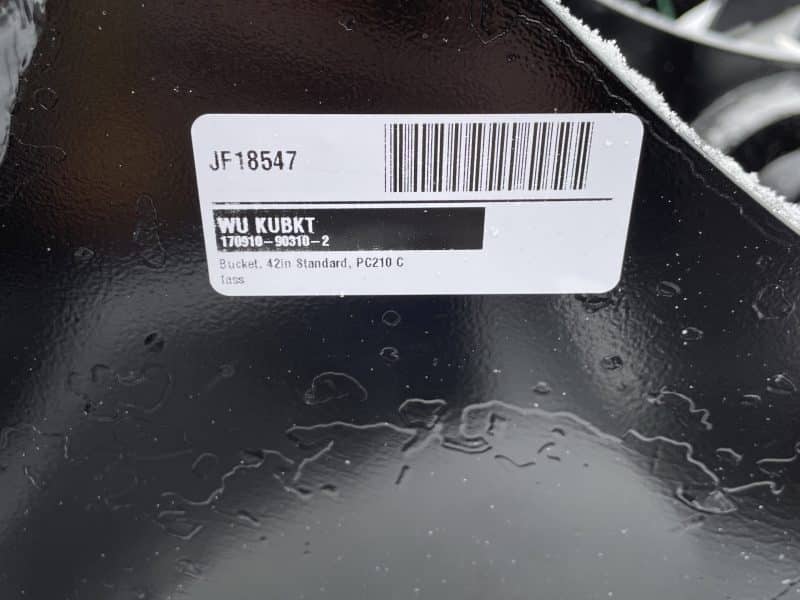 JF18547
WU KUBKT
170910-90310-2
Bucket, 42in Standard, PC210 C
lass